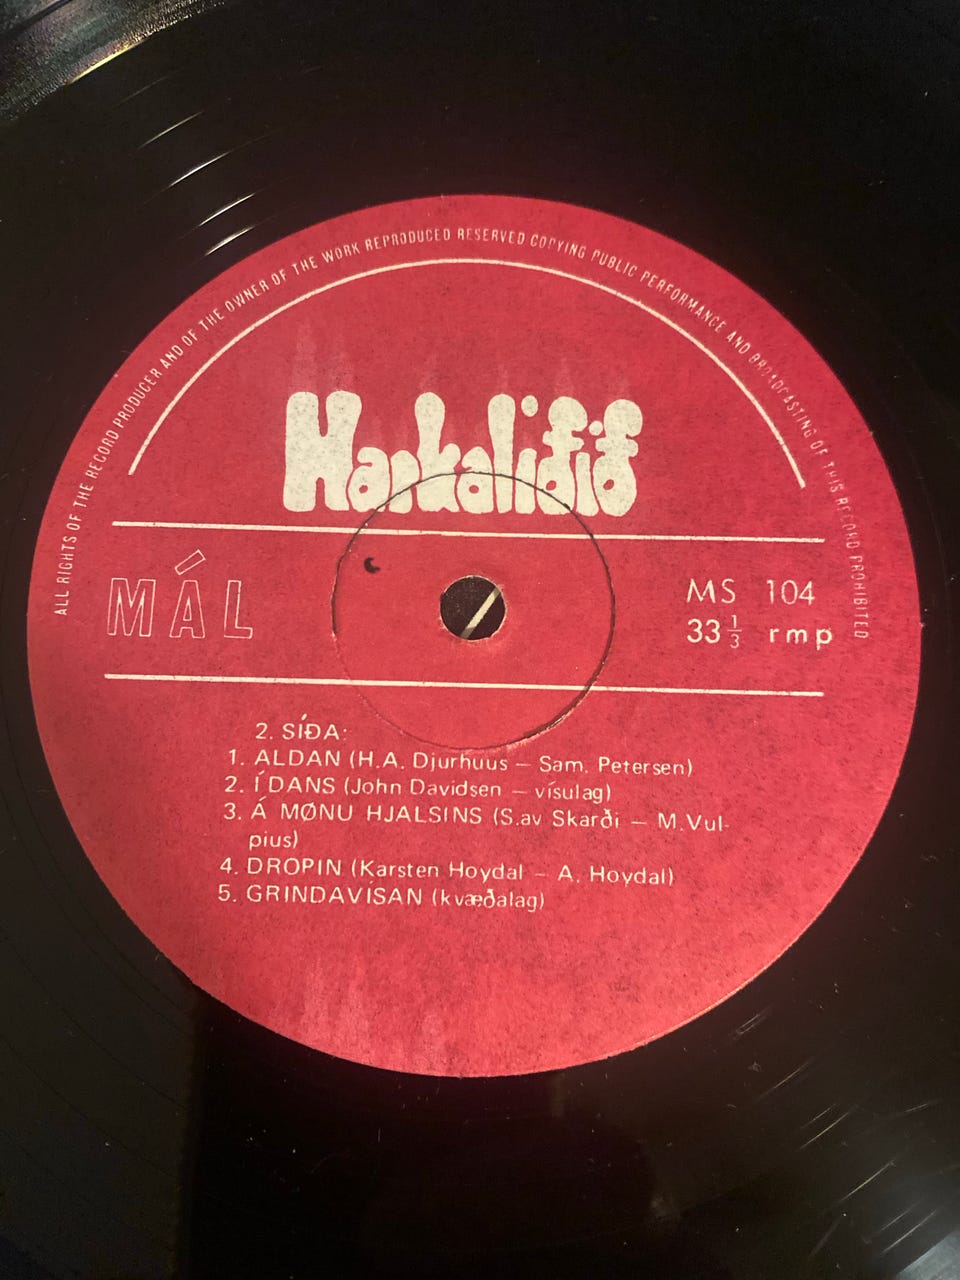 ALL RIGHTS OF THE RECORD PRODUCER AND OF THE OWNER OF THE WORK REPRODUCED RESERVED COPYING PUBLIC PERFORMANCE AND BROADCASTING OF THIS RECORD PROHIBITED
Harkaliðið
MÁL
MS 104
33 1/3 rmp
2. SÍÐA:
1. ALDAN (H.A. Djurhuus – Sam. Petersen)
2. Í DANS (John Davidsen – vísulag)
3. Á MØNU HJALSINS (S.av Skarði – M.Vul-
pius)
4. DROPIN (Karsten Hoydal – A. Hoydal)
5. GRINDAVÍSAN (kvæðalag)